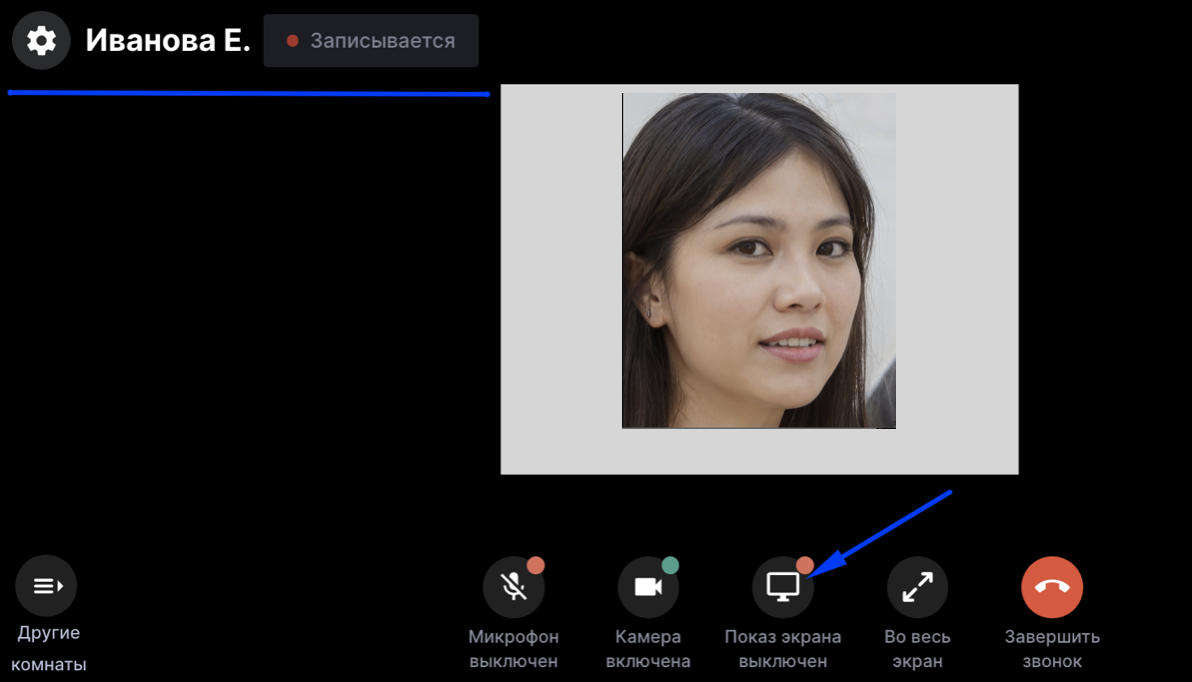 Иванова Е.
Записывается
Другие
комнаты
Микрофон
выключен
Камера
включена
Показ экрана
выключен
Во весь
экран
Завершить
звонок